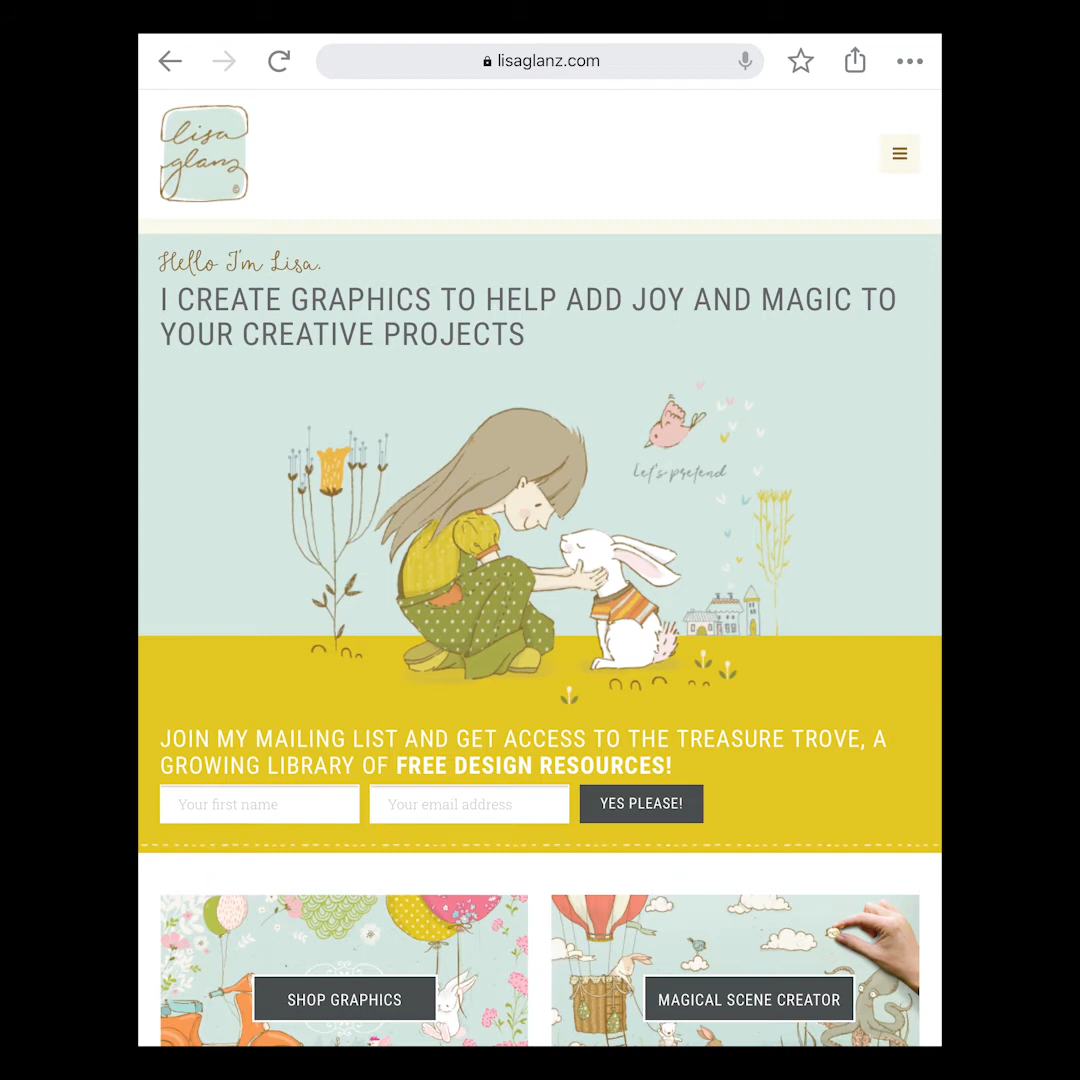 lisaglanz.com
lisa
glanz
©
Hello I'm Lisa.
I CREATE GRAPHICS TO HELP ADD JOY AND MAGIC TO
YOUR CREATIVE PROJECTS
Let's pretend
JOIN MY MAILING LIST AND GET ACCESS TO THE TREASURE TROVE, A
GROWING LIBRARY OF FREE DESIGN RESOURCES!
Your first name
Your email address
YES PLEASE!
SHOP GRAPHICS
MAGICAL SCENE CREATOR